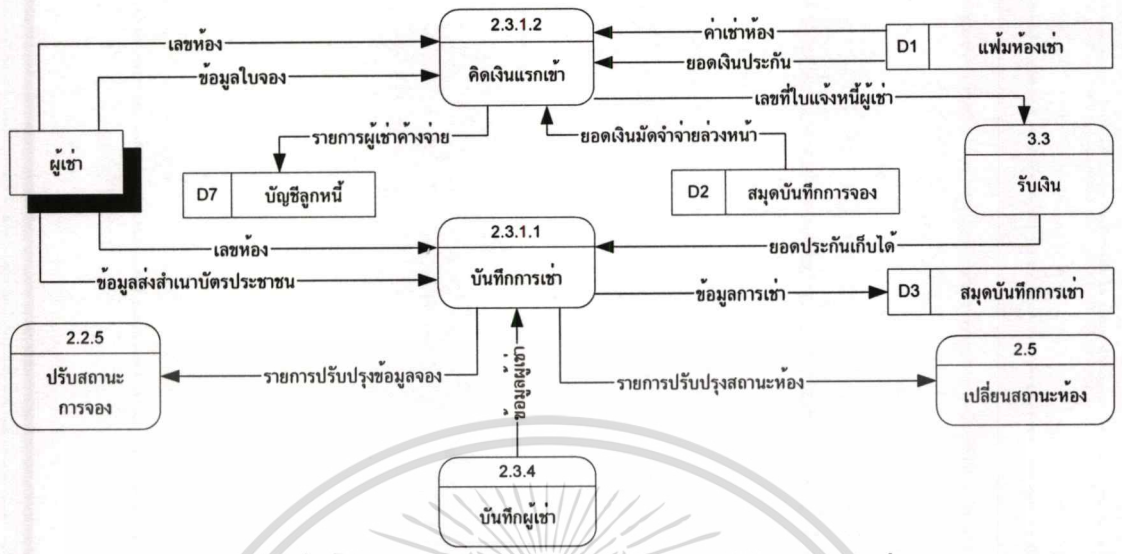 2.3.1.2
คิดเงินแรกเข้า
เลขห้อง
ข้อมูลใบจอง
ค่าเช่าห้อง
ยอดเงินประกัน
D1 แฟ้มห้องเช่า
เลขที่ใบแจ้งหนี้ผู้เช่า
รายการผู้เช่าค้างจ่าย
ยอดเงินมัดจำจ่ายล่วงหน้า
3.3
รับเงิน
ผู้เช่า
D7 บัญชีลูกหนี้
D2 สมุดบันทึกการจอง
2.3.1.1
บันทึกการเช่า
เลขห้อง
ยอดประกันเก็บได้
ข้อมูลส่งสำเนาบัตรประชาชน
ข้อมูลการเช่า
D3 สมุดบันทึกการเช่า
2.2.5
ปรับสถานะ
การจอง
รายการปรับปรุงข้อมูลจอง
ข้อมูลผู้เช่า
รายการปรับปรุงสถานะห้อง
2.5
เปลี่ยนสถานะห้อง
2.3.4
บันทึกผู้เช่า